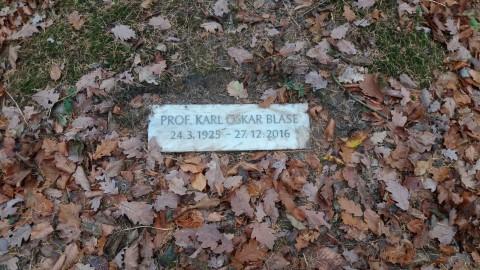 PROF. KARL OSKAR BLASE
24.3.1925 - 27.12.2016